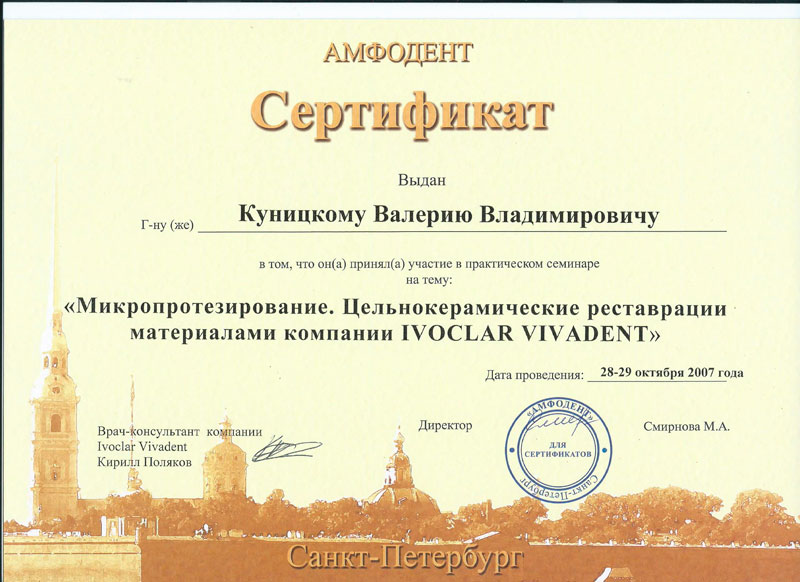 АМФОДЕНТ
Сертификат
Выдан
Г-ну (же) Куницкому Валерию Владимировичу
в том, что он(а) принял(а) участие в практическом семинаре
на тему:
«Микропротезирование. Цельнокерамические реставрации
материалами компании IVOCLAR VIVADENT»
Дата проведения: 28-29 октября 2007 года
Врач-консультант компании
Ivoclar Vivadent
Кирилл Поляков
Директор
«АМФОДЕНТ»
ДЛЯ
СЕРТИФИКАТОВ
Санкт-Петербург
Смирнова М.А.
Санкт-Петербург